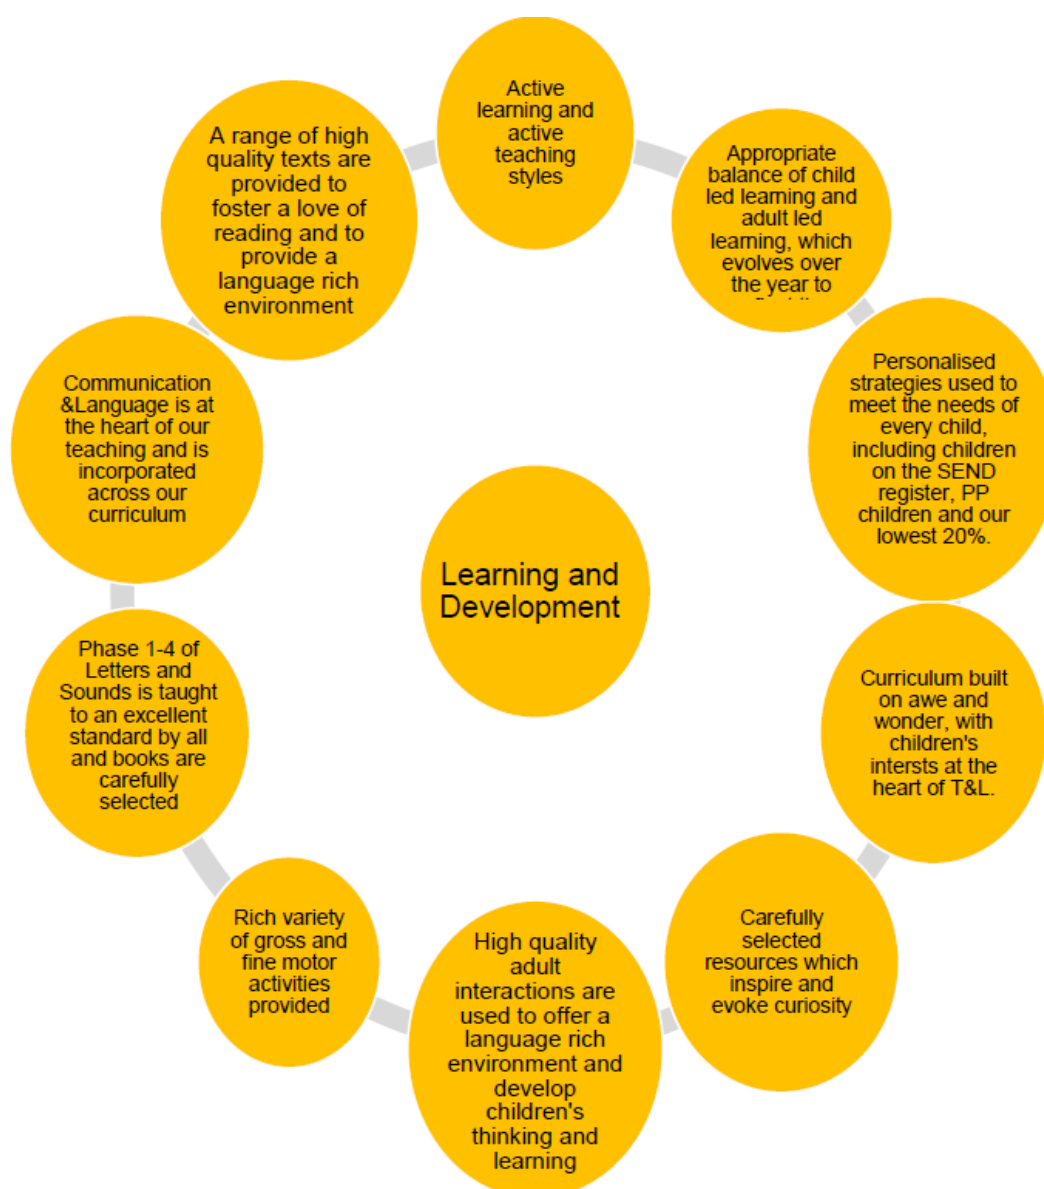 Active
learning and
active
teaching
styles
Appropriate
balance of child
led learning and
adult led
learning, which
evolves over
the year to
Personalised
strategies used to
meet the needs of
every child,
including children
on the SEND
register, PP
children and our
lowest 20%.
Curriculum built
on awe and
wonder, with
children's
intersts at the
heart of T&L.
Carefully
selected
resources which
inspire and
evoke curiosity
High quality
adult
interactions are
used to offer a
language rich
environment and
develop
children's
thinking and
learning
Rich variety
of gross and
fine motor
activities
provided
Phase 1-4 of
Letters and
Sounds is taught
to an excellent
standard by all
and books are
carefully
selected
Communication
&Language is at
the heart of our
teaching and is
incorporated
across our
curriculum
A range of high
quality texts are
provided to
foster a love of
reading and to
provide a
language rich
environment
Learning and
Development